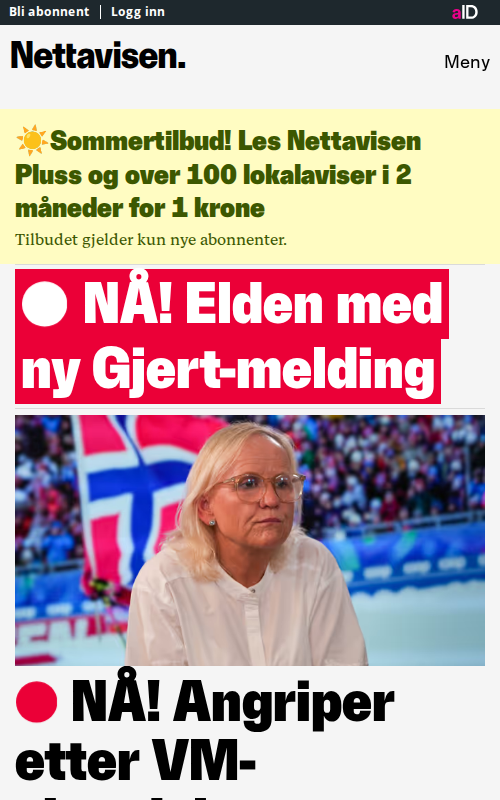 Bli abonnent | Logg inn
aID
Nettavisen.
Meny
☀️Sommertilbud! Les Nettavisen
Pluss og over 100 lokalaviser i 2
måneder for 1 krone
Tilbudet gjelder kun nye abonnenter.
NÅ! Elden med
ny Gjert-melding
NÅ! Angriper
etter VM-